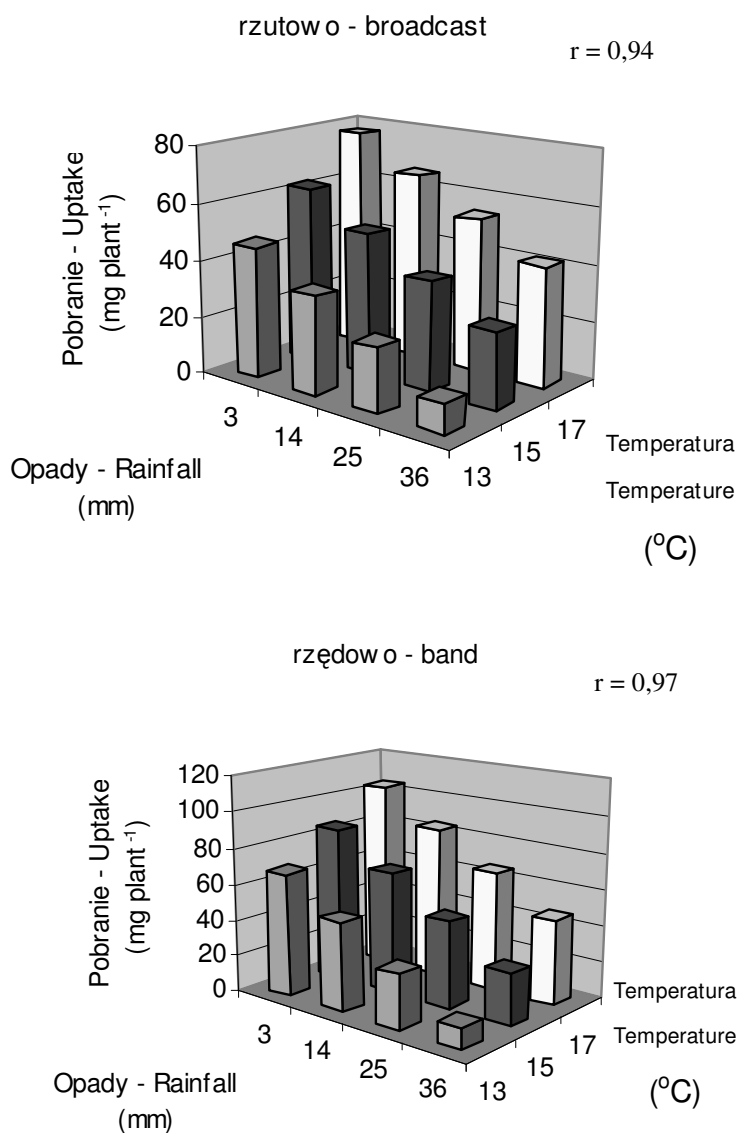 rzutowo - broadcast
r = 0,94
Pobranie - Uptake
(mg plant -1)
80
60
40
20
0
3
14
25
36
13
15
17
Opady - Rainfall
(mm)
Temperatura
Temperature
(°C)
rzędowo - band
r = 0,97
Pobranie - Uptake
(mg plant -1)
120
100
80
60
40
20
0
3
14
25
36
13
15
17
Opady - Rainfall
(mm)
Temperatura
Temperature
(°C)